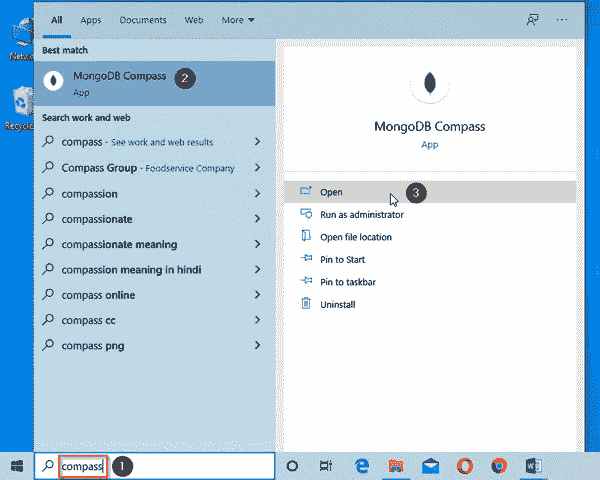 All Apps Documents Web More
Best match
MongoDB Compass 2
App
Search work and web
compass - See work and web results
Compass Group - Foodservice Company
compassion
compassionate
compassionate meaning
compassion meaning in hindi
compass online
compass cc
compass png
MongoDB Compass
App
Open 3
Run as administrator
Open file location
Pin to Start
Pin to taskbar
Uninstall
compass 1